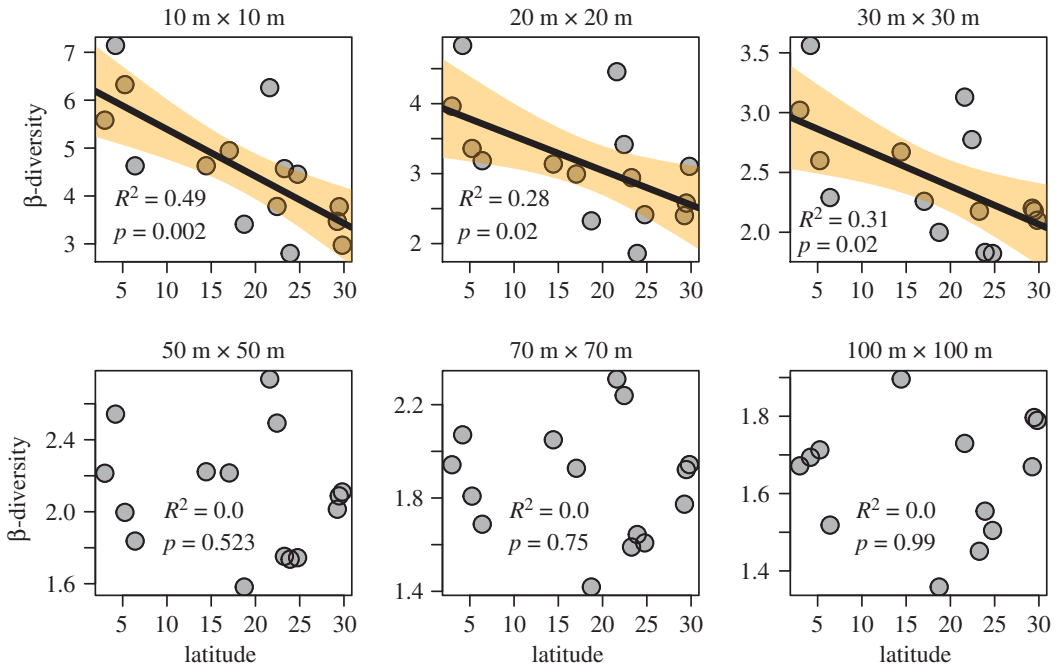 10 m × 10 m
20 m × 20 m
30 m × 30 m
β-diversity
7
6
5
4
3
R² = 0.49
p = 0.002
5 10 15 20 25 30
4
3
2
R² = 0.28
p = 0.02
5 10 15 20 25 30
3.5
3.0
2.5
2.0
R² = 0.31
p = 0.02
5 10 15 20 25 30
50 m × 50 m
70 m × 70 m
100 m × 100 m
β-diversity
2.4
2.0
1.6
R² = 0.0
p = 0.523
5 10 15 20 25 30
latitude
2.2
1.8
1.4
R² = 0.0
p = 0.75
5 10 15 20 25 30
latitude
1.8
1.6
1.4
R² = 0.0
p = 0.99
5 10 15 20 25 30
latitude